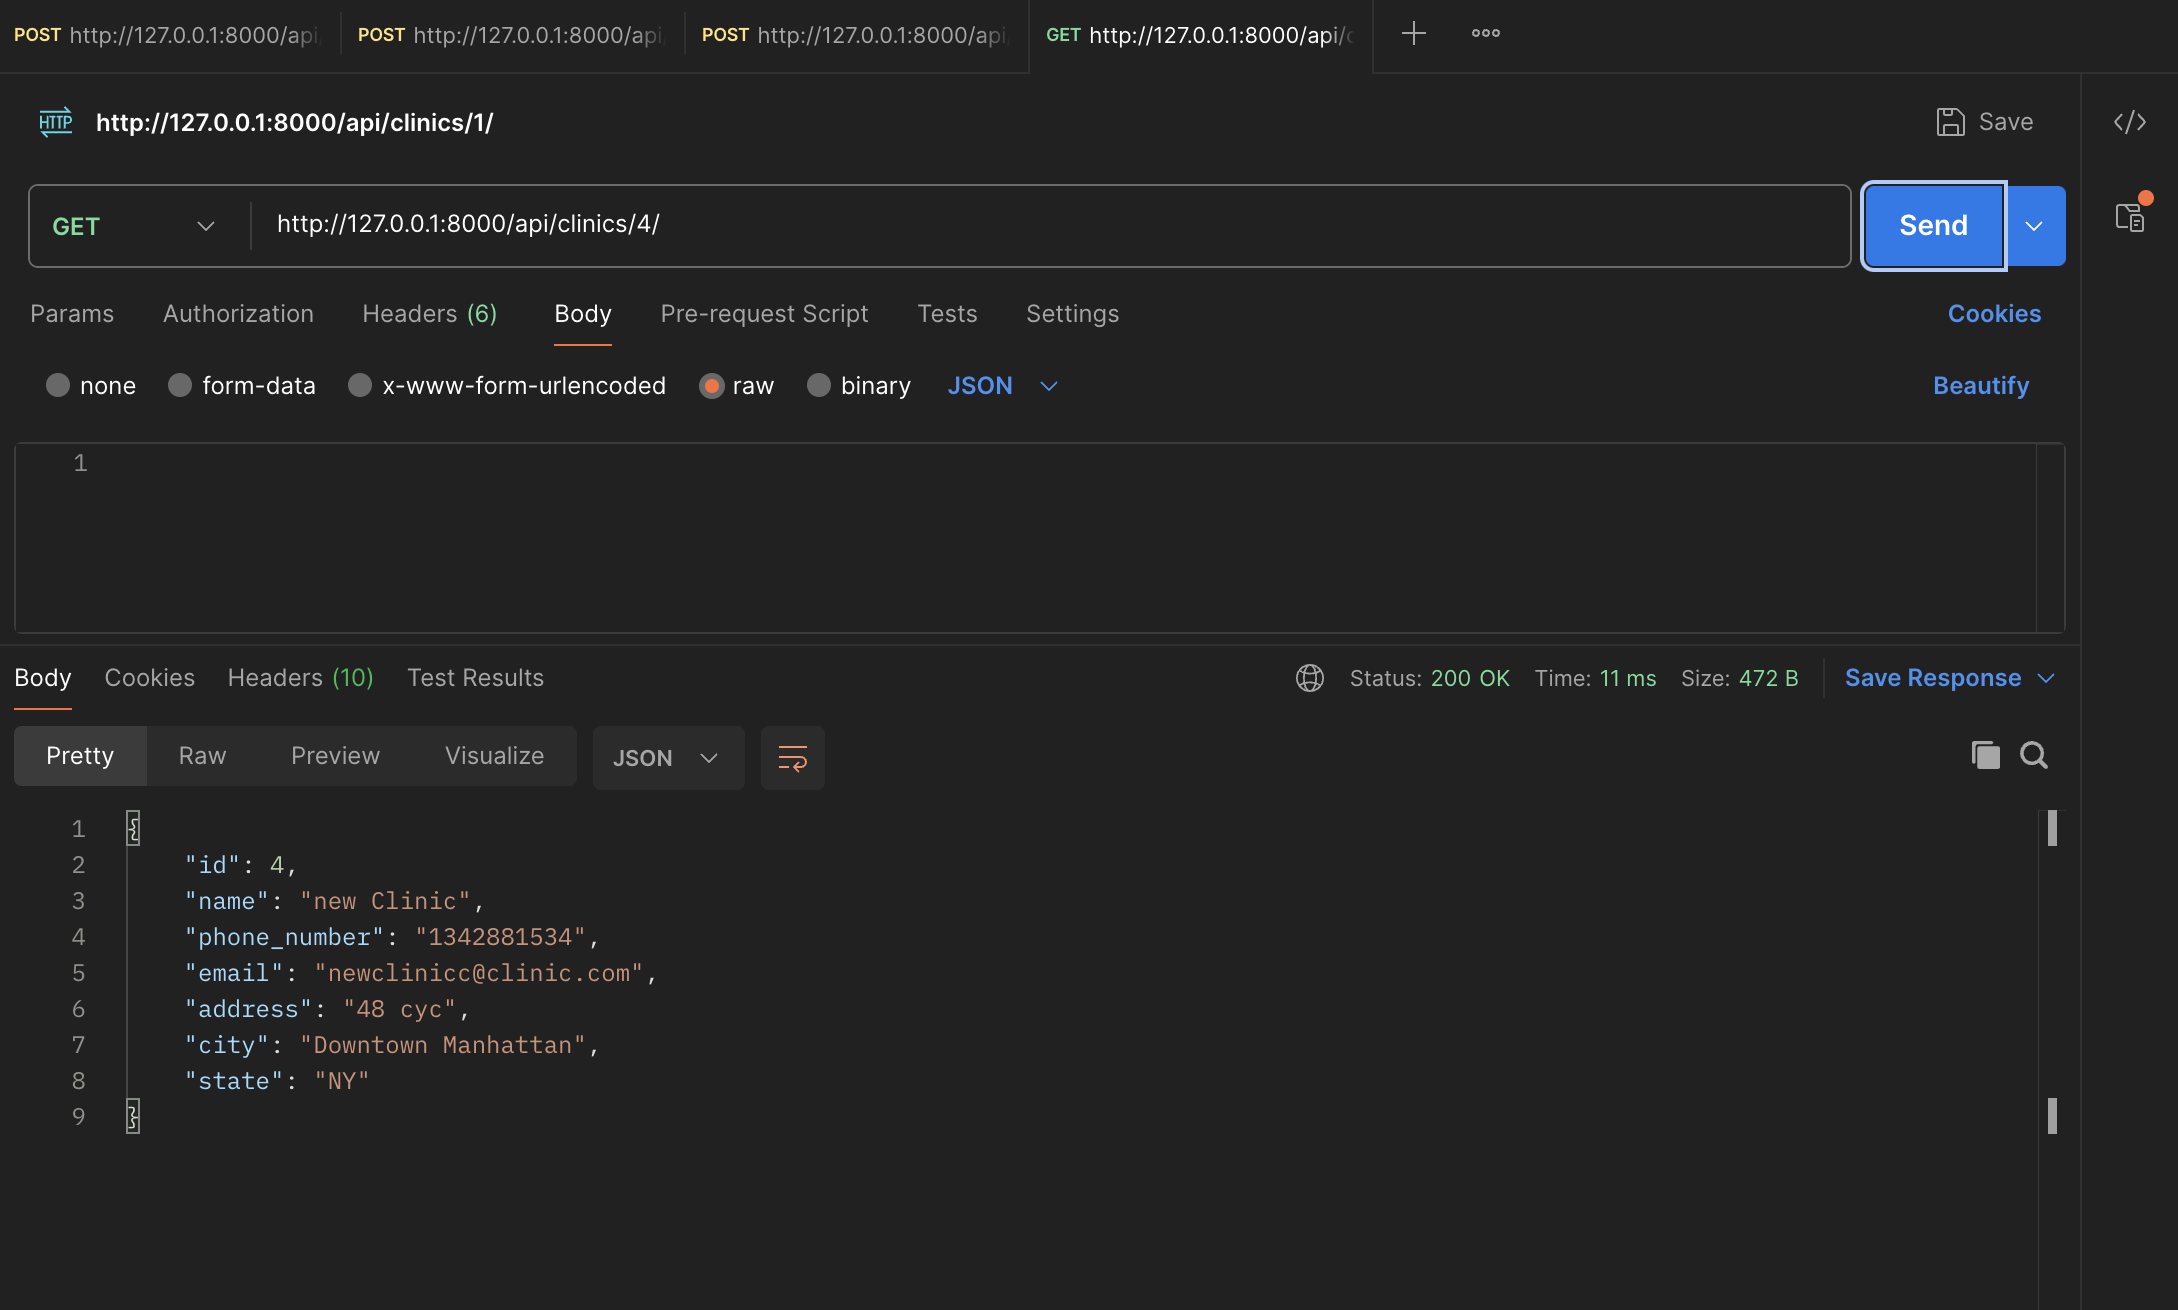 POST http://127.0.0.1:8000/api/ POST http://127.0.0.1:8000/api/ POST http://127.0.0.1:8000/api/ GET http://127.0.0.1:8000/api/c
HTTP http://127.0.0.1:8000/api/clinics/1/ Save
GET http://127.0.0.1:8000/api/clinics/4/ Send
Params Authorization Headers (6) Body Pre-request Script Tests Settings Cookies
none form-data x-www-form-urlencoded raw binary JSON Beautify
1
Body Cookies Headers (10) Test Results Status: 200 OK Time: 11 ms Size: 472 B Save Response
Pretty Raw Preview Visualize JSON
1 {
2 "id": 4,
3 "name": "new Clinic",
4 "phone_number": "1342881534",
5 "email": "newclinicc@clinic.com",
6 "address": "48 cyc",
7 "city": "Downtown Manhattan",
8 "state": "NY"
9 }